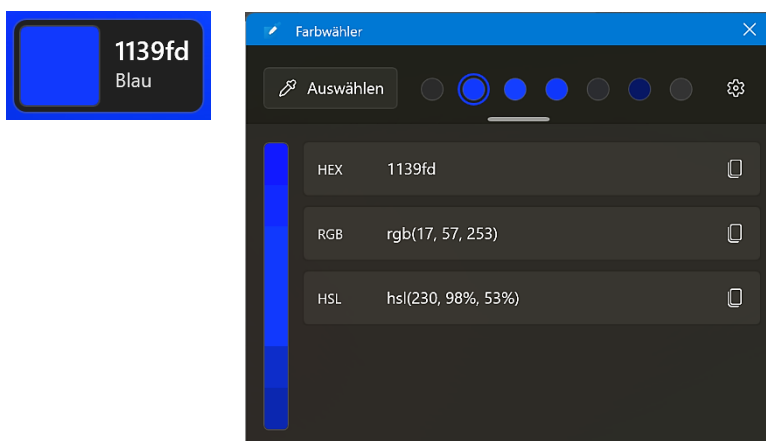 1139fd
Blau
Farbwähler
Auswählen
HEX 1139fd
RGB rgb(17, 57, 253)
HSL hsl(230, 98%, 53%)